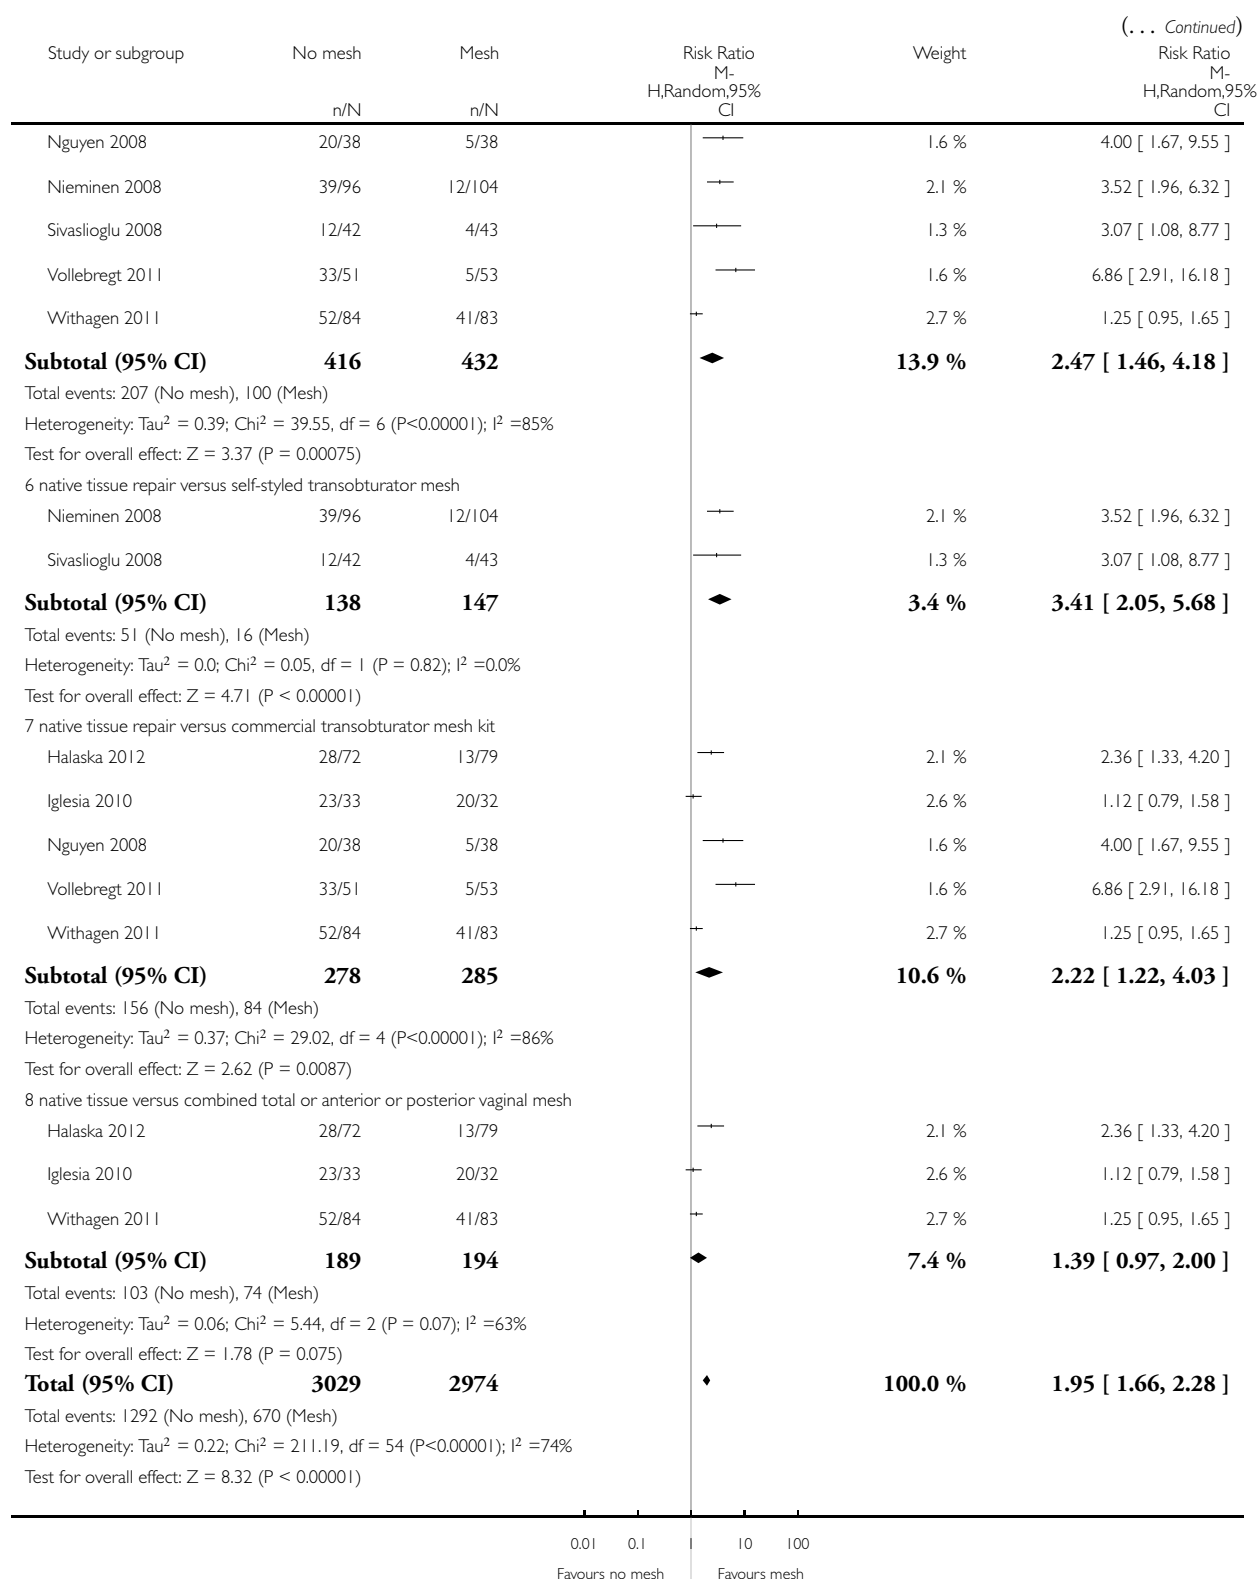 (... Continued)
Study or subgroup No mesh Mesh Risk Ratio Weight Risk Ratio
M-H,Random,95% CI M-H,Random,95% CI
n/N n/N
Nguyen 2008 20/38 5/38 1.6 % 4.00 [ 1.67, 9.55 ]
Nieminen 2008 39/96 12/104 2.1 % 3.52 [ 1.96, 6.32 ]
Sivaslioglu 2008 12/42 4/43 1.3 % 3.07 [ 1.08, 8.77 ]
Vollebregt 2011 33/51 5/53 1.6 % 6.86 [ 2.91, 16.18 ]
Withagen 2011 52/84 41/83 2.7 % 1.25 [ 0.95, 1.65 ]
Subtotal (95% CI) 416 432 13.9 % 2.47 [ 1.46, 4.18 ]
Total events: 207 (No mesh), 100 (Mesh)
Heterogeneity: Tau² = 0.39; Chi² = 39.55, df = 6 (P<0.00001); I² =85%
Test for overall effect: Z = 3.37 (P = 0.00075)
6 native tissue repair versus self-styled transobturator mesh
Nieminen 2008 39/96 12/104 2.1 % 3.52 [ 1.96, 6.32 ]
Sivaslioglu 2008 12/42 4/43 1.3 % 3.07 [ 1.08, 8.77 ]
Subtotal (95% CI) 138 147 3.4 % 3.41 [ 2.05, 5.68 ]
Total events: 51 (No mesh), 16 (Mesh)
Heterogeneity: Tau² = 0.0; Chi² = 0.05, df = 1 (P = 0.82); I² =0.0%
Test for overall effect: Z = 4.71 (P < 0.00001)
7 native tissue repair versus commercial transobturator mesh kit
Halaska 2012 28/72 13/79 2.1 % 2.36 [ 1.33, 4.20 ]
Iglesia 2010 23/33 20/32 2.6 % 1.12 [ 0.79, 1.58 ]
Nguyen 2008 20/38 5/38 1.6 % 4.00 [ 1.67, 9.55 ]
Vollebregt 2011 33/51 5/53 1.6 % 6.86 [ 2.91, 16.18 ]
Withagen 2011 52/84 41/83 2.7 % 1.25 [ 0.95, 1.65 ]
Subtotal (95% CI) 278 285 10.6 % 2.22 [ 1.22, 4.03 ]
Total events: 156 (No mesh), 84 (Mesh)
Heterogeneity: Tau² = 0.37; Chi² = 29.02, df = 4 (P<0.00001); I² =86%
Test for overall effect: Z = 2.62 (P = 0.0087)
8 native tissue versus combined total or anterior or posterior vaginal mesh
Halaska 2012 28/72 13/79 2.1 % 2.36 [ 1.33, 4.20 ]
Iglesia 2010 23/33 20/32 2.6 % 1.12 [ 0.79, 1.58 ]
Withagen 2011 52/84 41/83 2.7 % 1.25 [ 0.95, 1.65 ]
Subtotal (95% CI) 189 194 7.4 % 1.39 [ 0.97, 2.00 ]
Total events: 103 (No mesh), 74 (Mesh)
Heterogeneity: Tau² = 0.06; Chi² = 5.44, df = 2 (P = 0.07); I² =63%
Test for overall effect: Z = 1.78 (P = 0.075)
Total (95% CI) 3029 2974 100.0 % 1.95 [ 1.66, 2.28 ]
Total events: 1292 (No mesh), 670 (Mesh)
Heterogeneity: Tau² = 0.22; Chi² = 211.19, df = 54 (P<0.00001); I² =74%
Test for overall effect: Z = 8.32 (P < 0.00001)
0.01 0.1 1 10 100
Favours no mesh Favours mesh